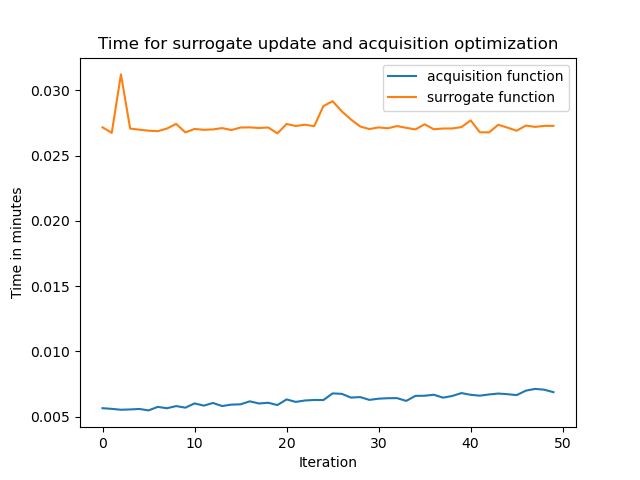 Time for surrogate update and acquisition optimization
acquisition function
surrogate function
0.030
0.025
0.020
0.015
0.010
0.005
Time in minutes
0 10 20 30 40 50
Iteration